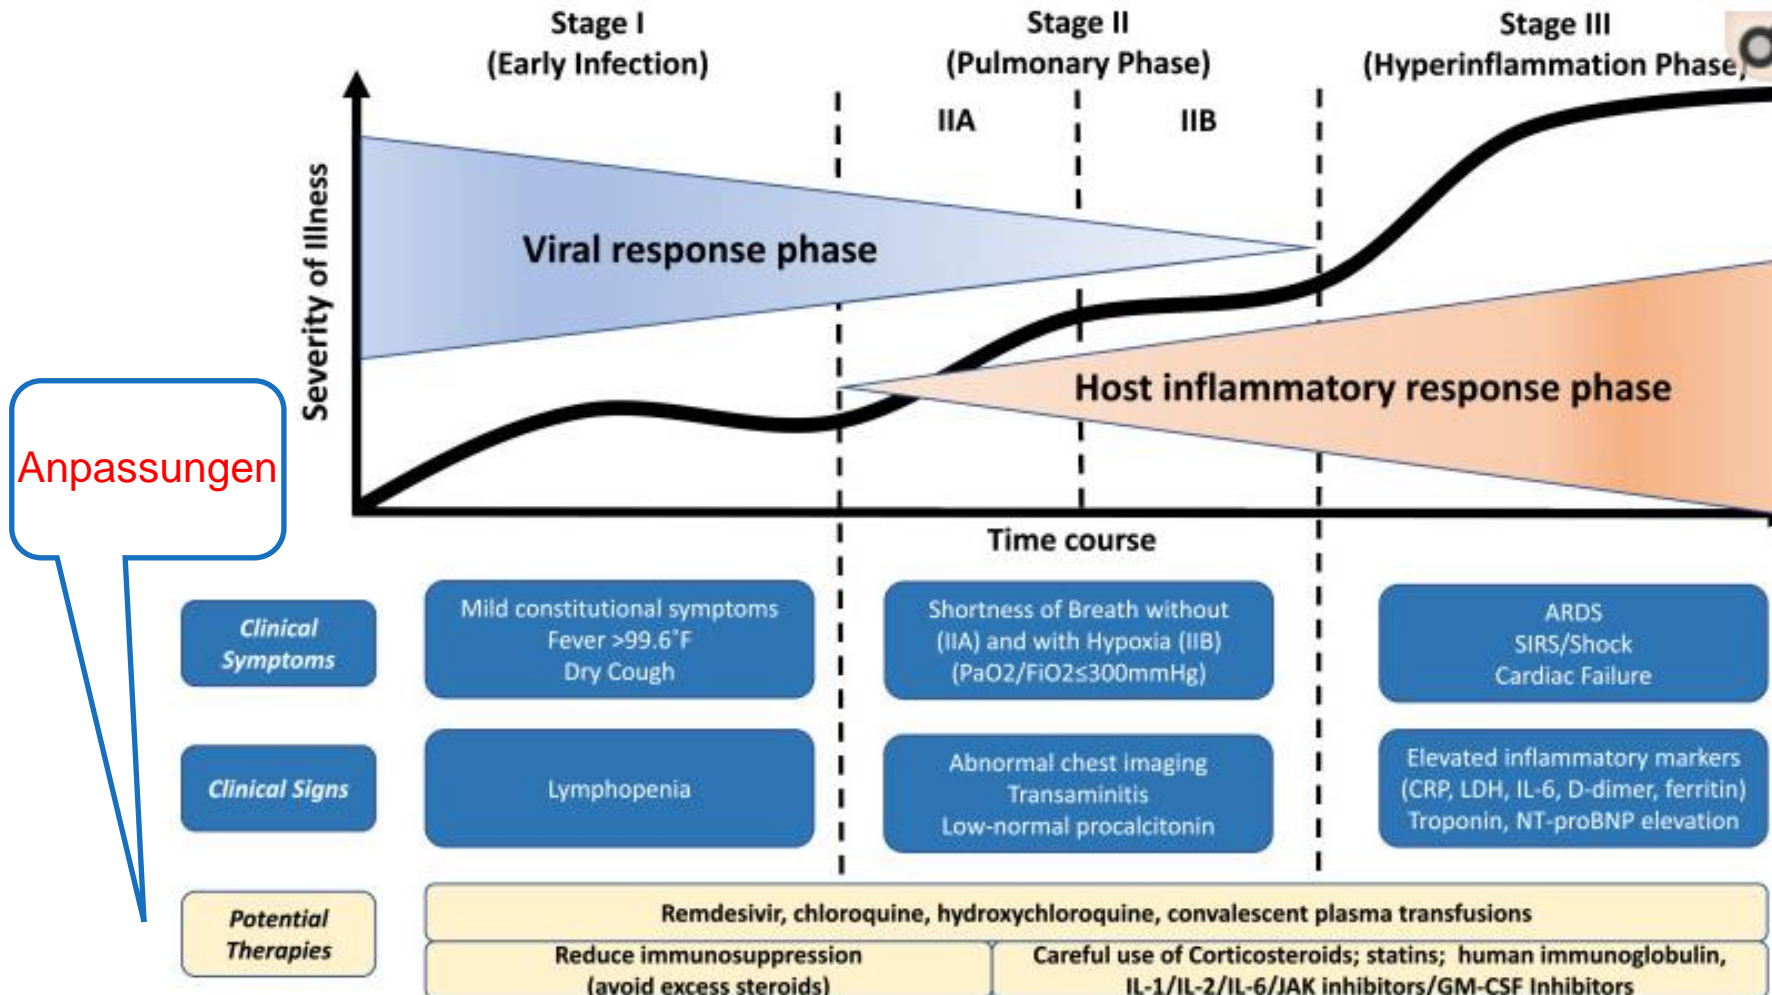 Stage I
(Early Infection)
Stage II
(Pulmonary Phase)
Stage III
(Hyperinflammation Phase)
IIA
IIB
Severity of Illness
Viral response phase
Host inflammatory response phase
Anpassungen
Time course
Clinical
Symptoms
Mild constitutional symptoms
Fever >99.6°F
Dry Cough
Shortness of Breath without
(IIA) and with Hypoxia (IIB)
(PaO2/FiO2≤300mmHg)
ARDS
SIRS/Shock
Cardiac Failure
Clinical Signs
Lymphopenia
Abnormal chest imaging
Transaminitis
Low-normal procalcitonin
Elevated inflammatory markers
(CRP, LDH, IL-6, D-dimer, ferritin)
Troponin, NT-proBNP elevation
Potential
Therapies
Remdesivir, chloroquine, hydroxychloroquine, convalescent plasma transfusions
Reduce immunosuppression
(avoid excess steroids)
Careful use of Corticosteroids; statins; human immunoglobulin,
IL-1/IL-2/IL-6/JAK inhibitors/GM-CSF Inhibitors